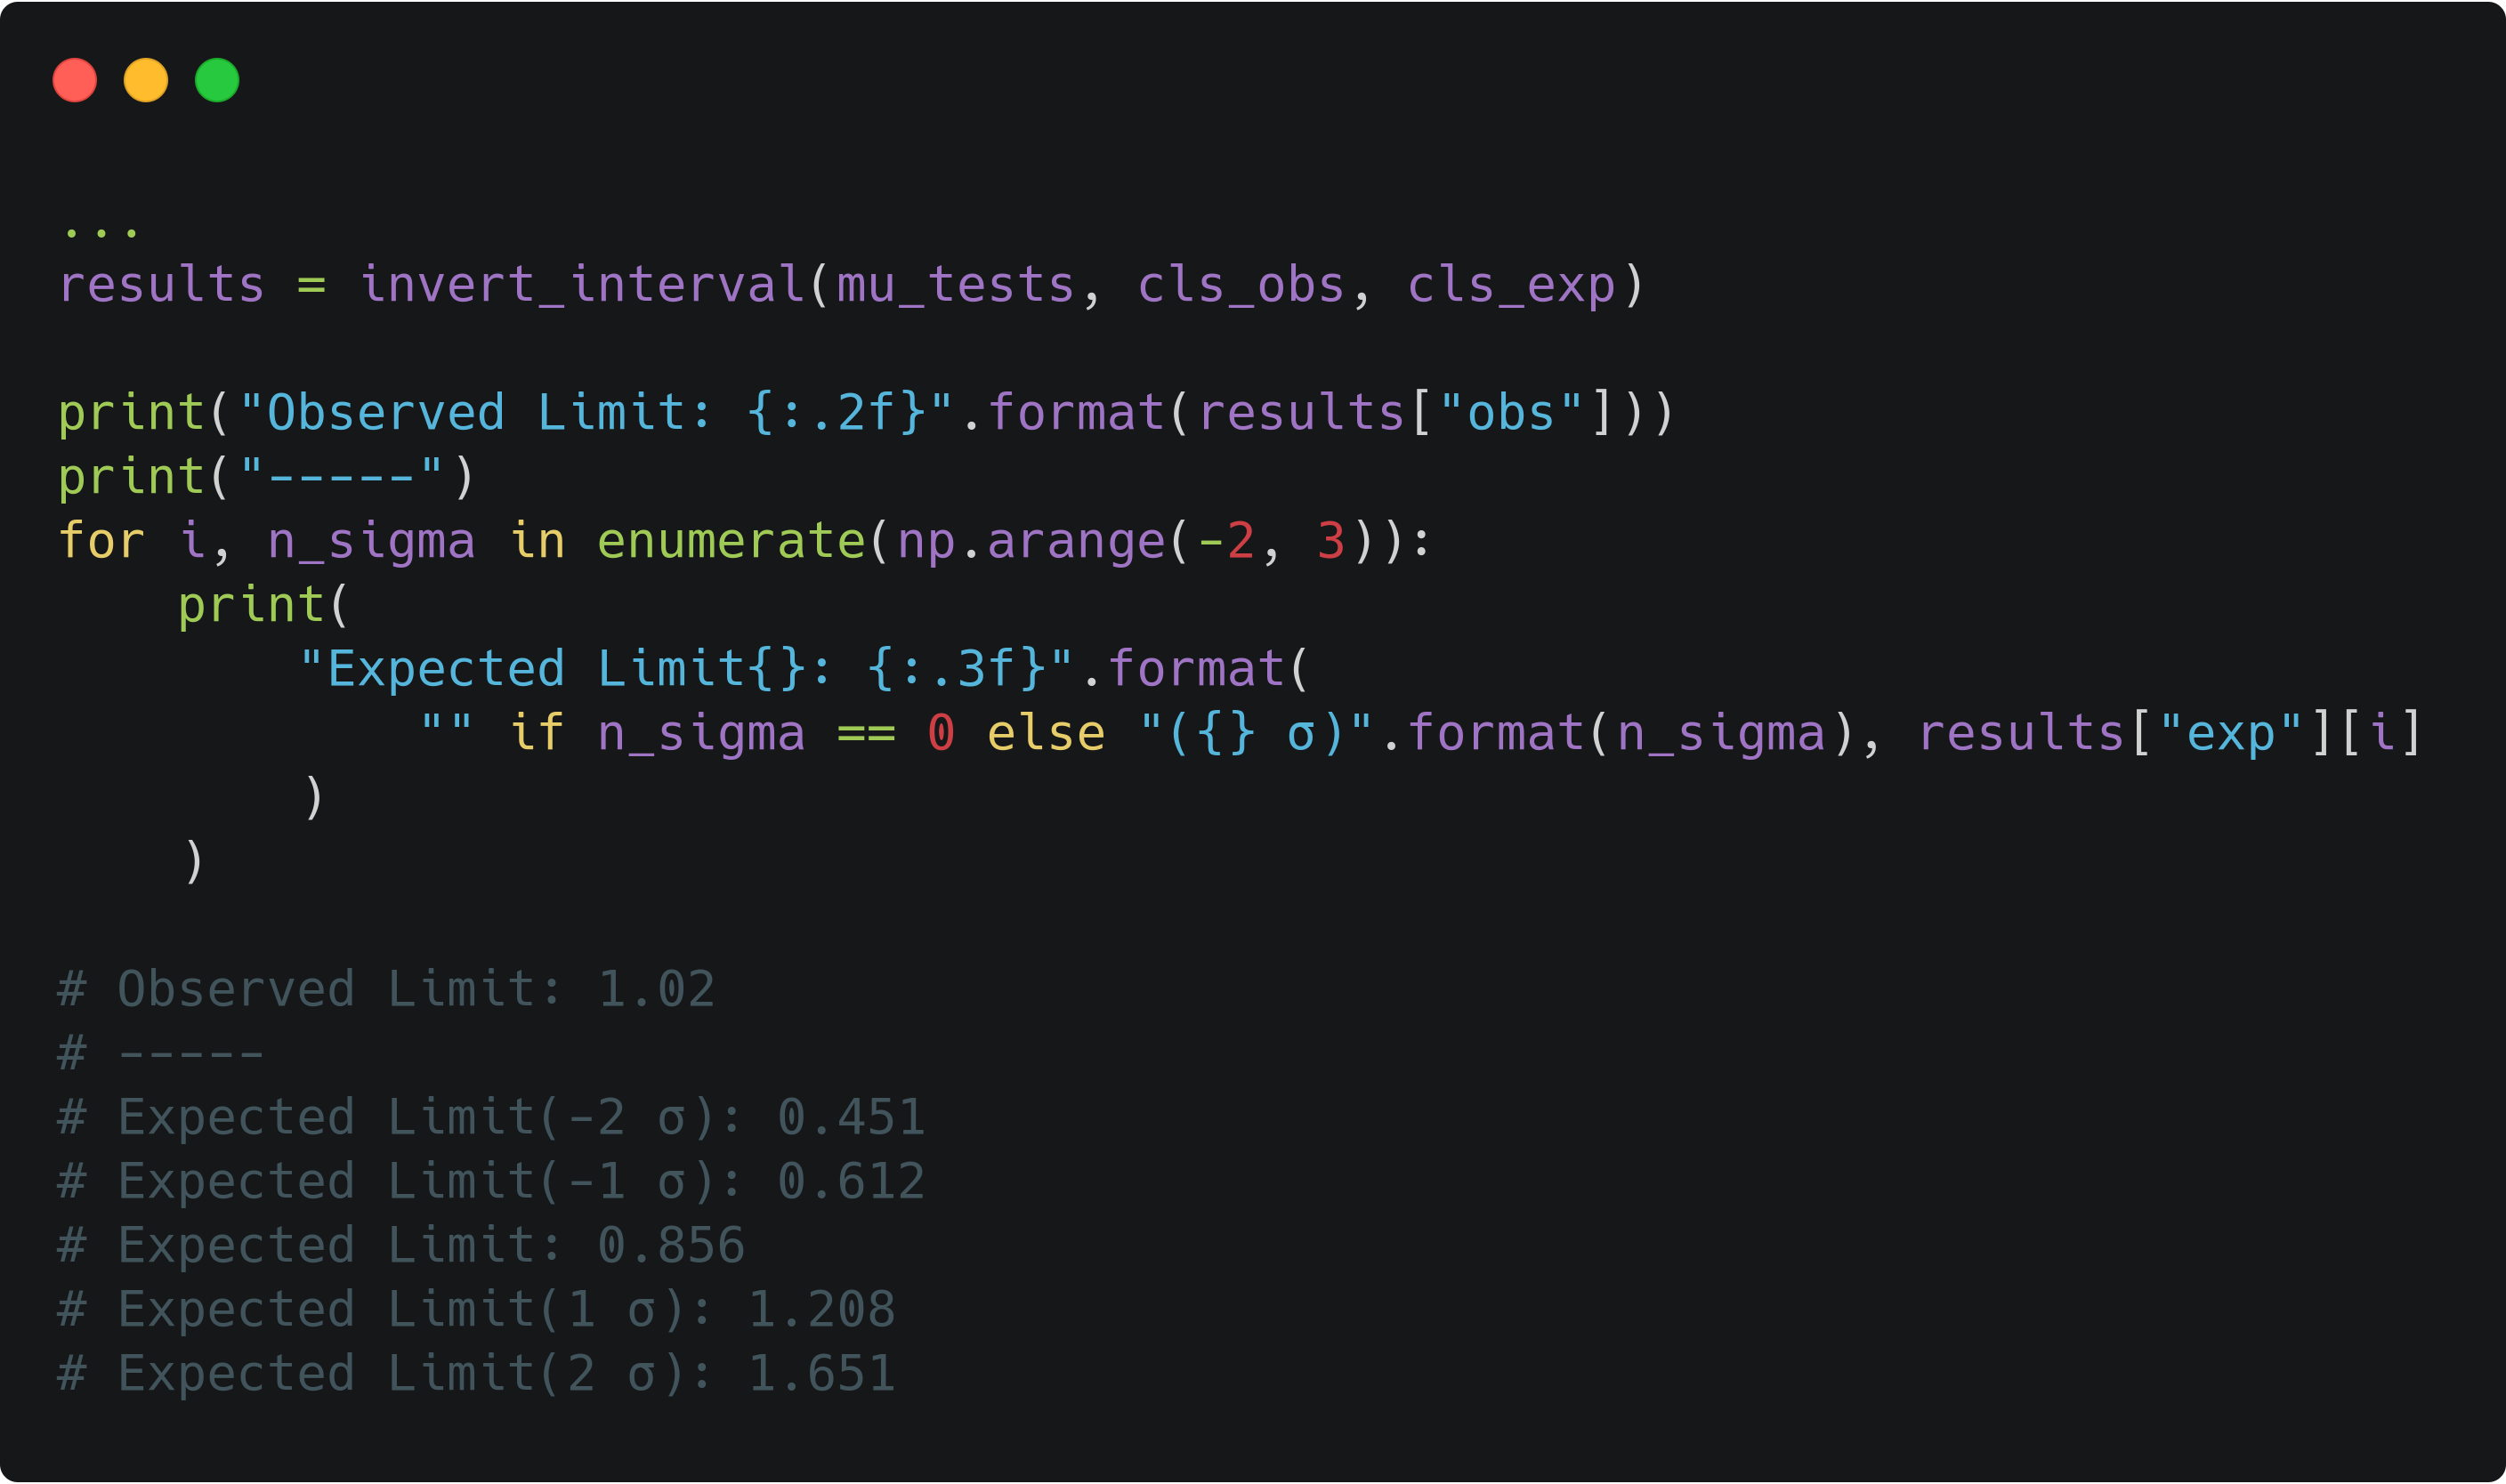 ...
results = invert_interval(mu_tests, cls_obs, cls_exp)
print("Observed Limit: {:.2f}".format(results["obs"]))
print("-----")
for i, n_sigma in enumerate(np.arange(-2, 3)):
    print(
        "Expected Limit{}: {:.3f}".format(
            "" if n_sigma == 0 else "({} σ)".format(n_sigma), results["exp"][i]
        )
    )
# Observed Limit: 1.02
# -----
# Expected Limit(-2 σ): 0.451
# Expected Limit(-1 σ): 0.612
# Expected Limit: 0.856
# Expected Limit(1 σ): 1.208
# Expected Limit(2 σ): 1.651